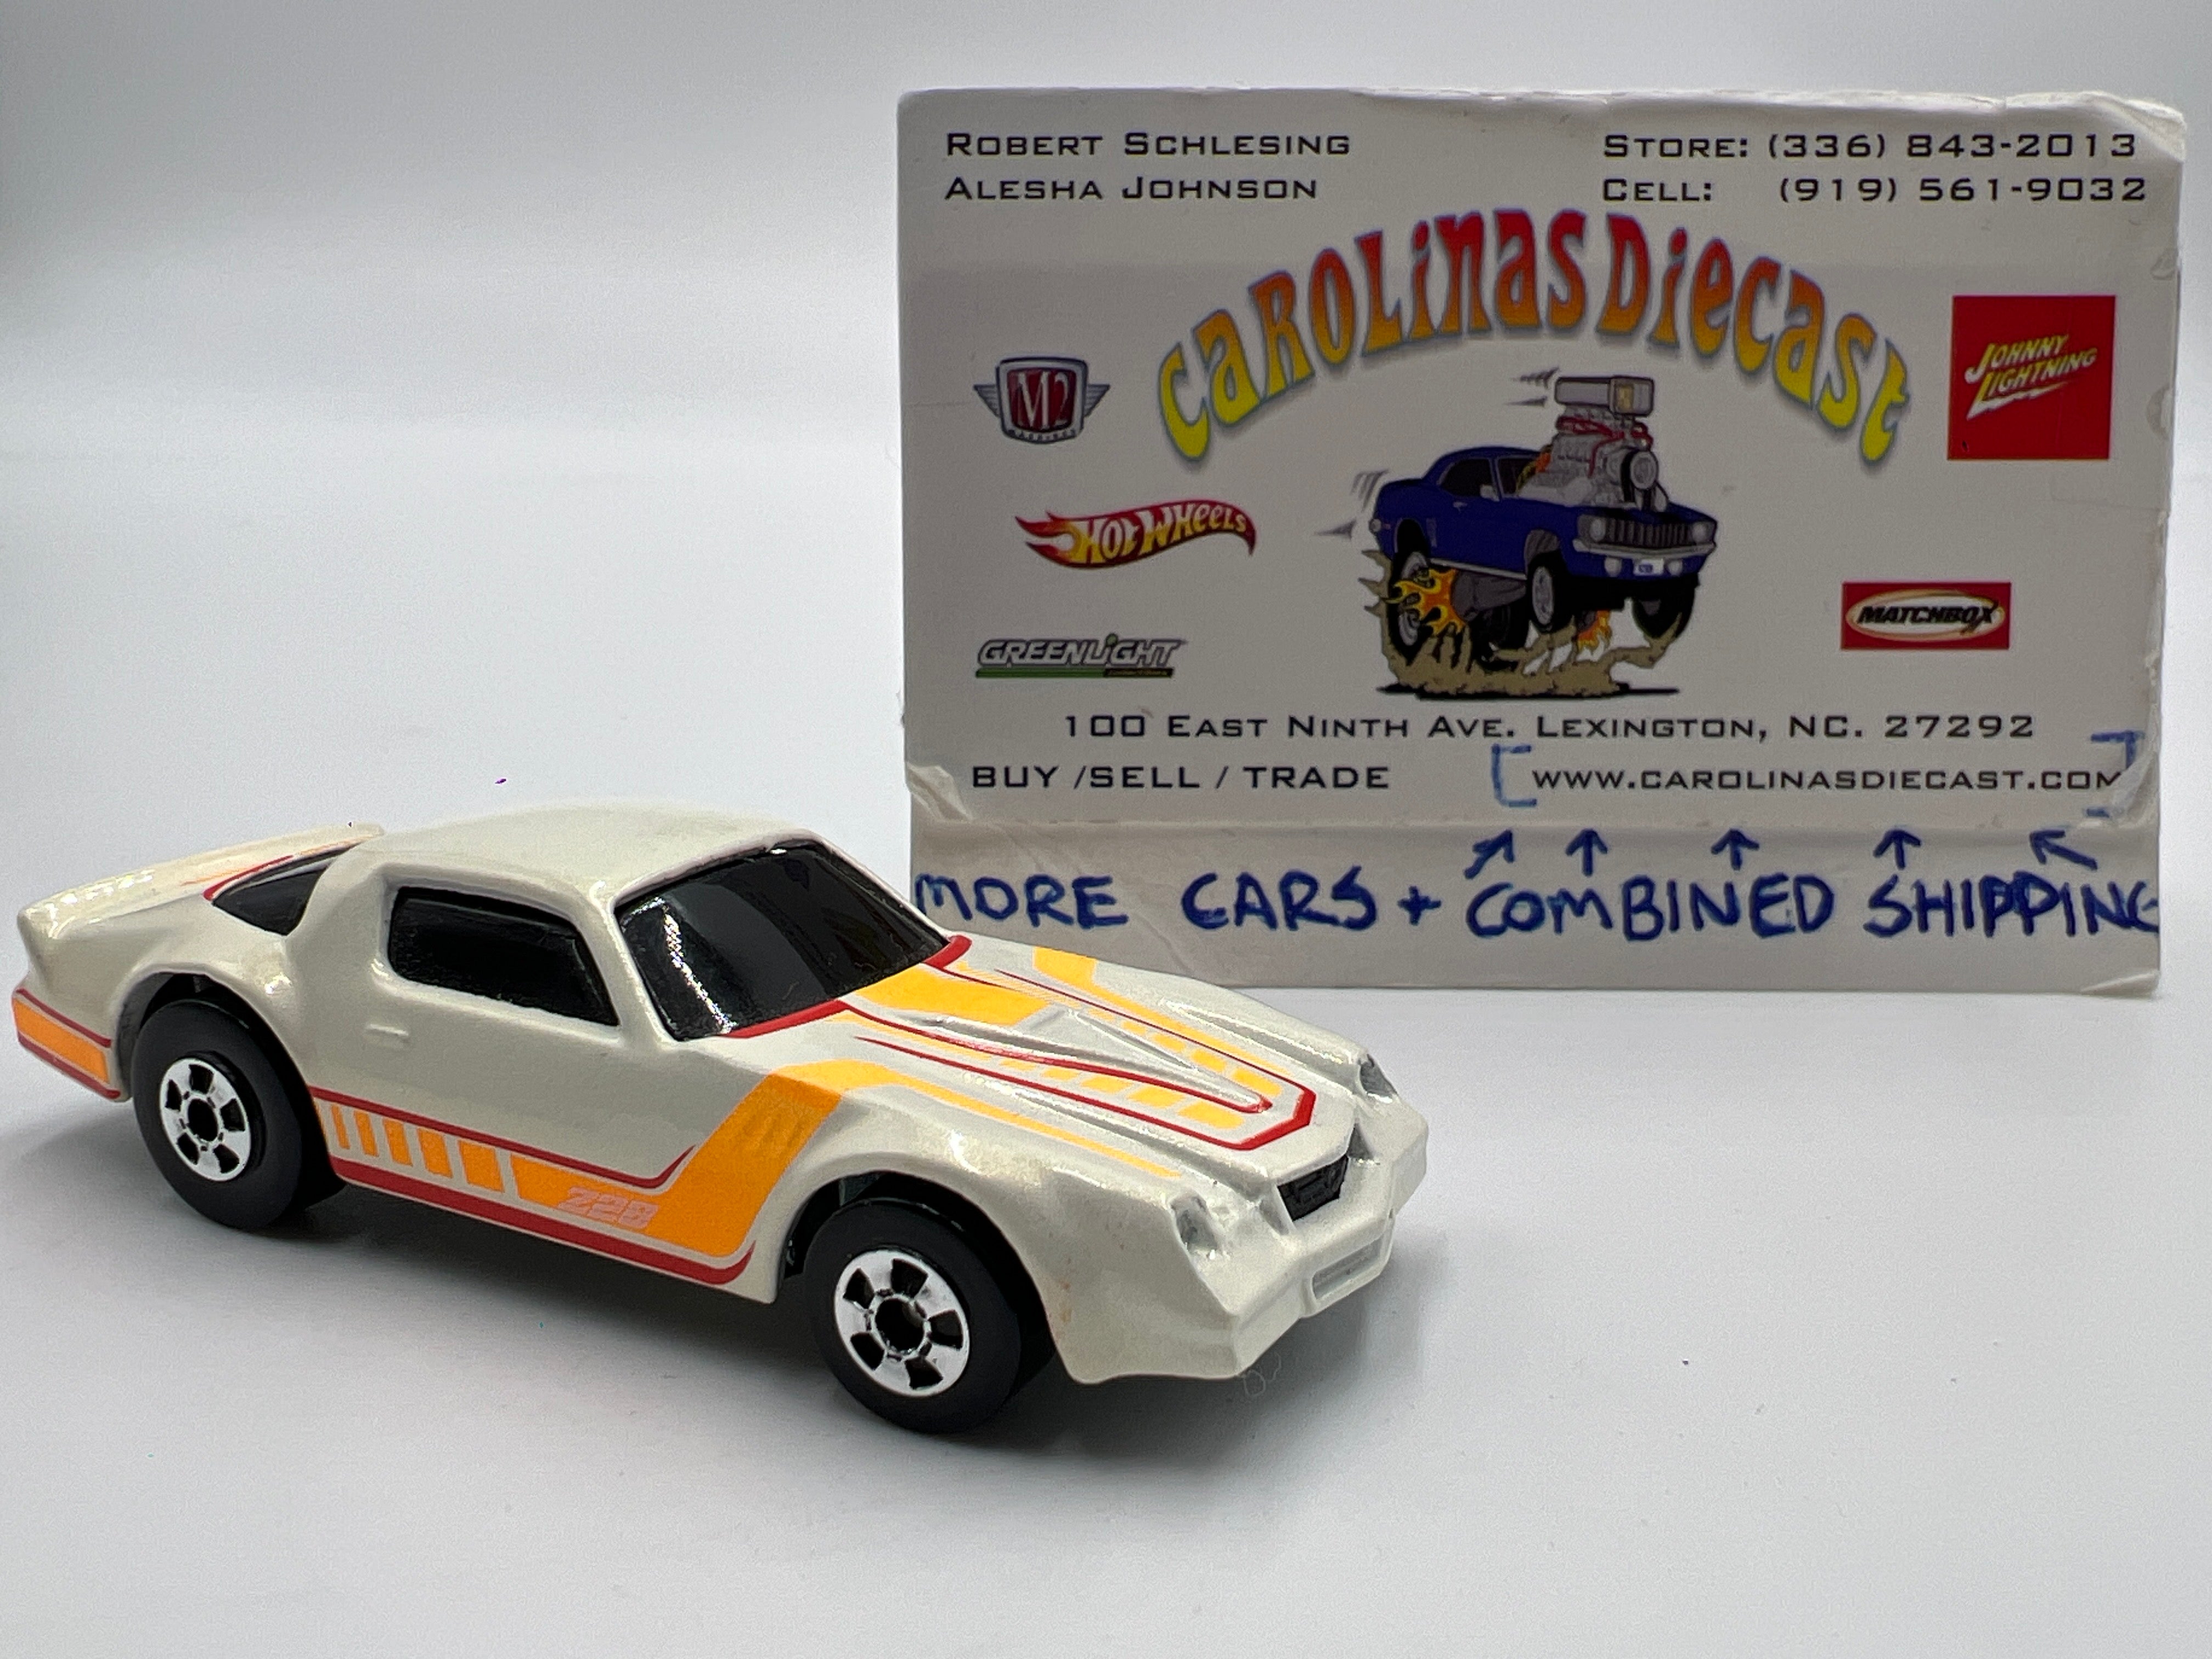 ROBERT SCHLESING
ALESHA JOHNSON
STORE: (336) 843-2013
CELL: (919) 561-9032
CAROLINAS DIECAST
M2
JOHNNY
LIGHTNING
HOT WHEELS
MATCHBOX
GREENLIGHT
100 EAST NINTH AVE. LEXINGTON, NC. 27292
BUY /SELL / TRADE [WWW.CAROLINASDIECAST.COM]
MORE CARS + COMBINED SHIPPING
Z28